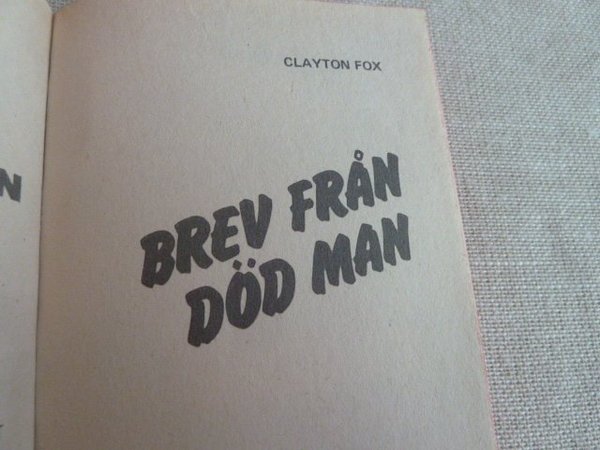 CLAYTON FOX
BREV FRÅN
DÖD MAN